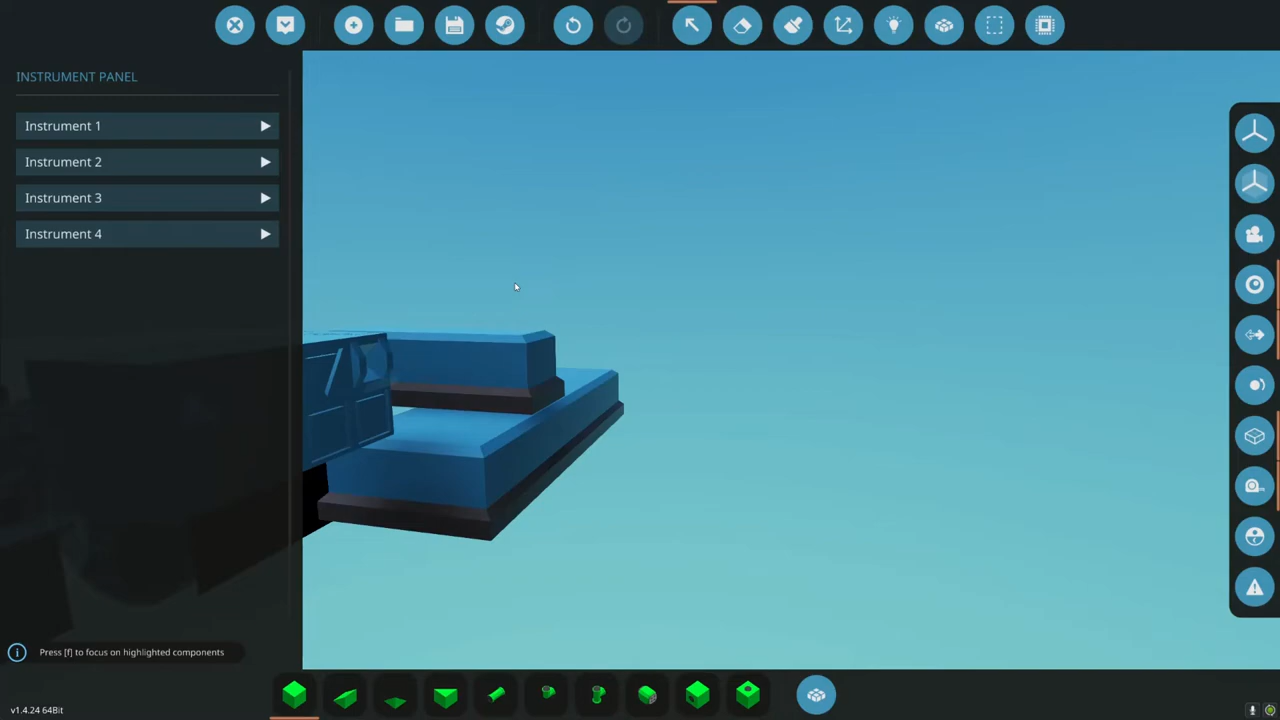 INSTRUMENT PANEL
Instrument 1
Instrument 2
Instrument 3
Instrument 4
Press [f] to focus on highlighted components
v1.4.24 64Bit